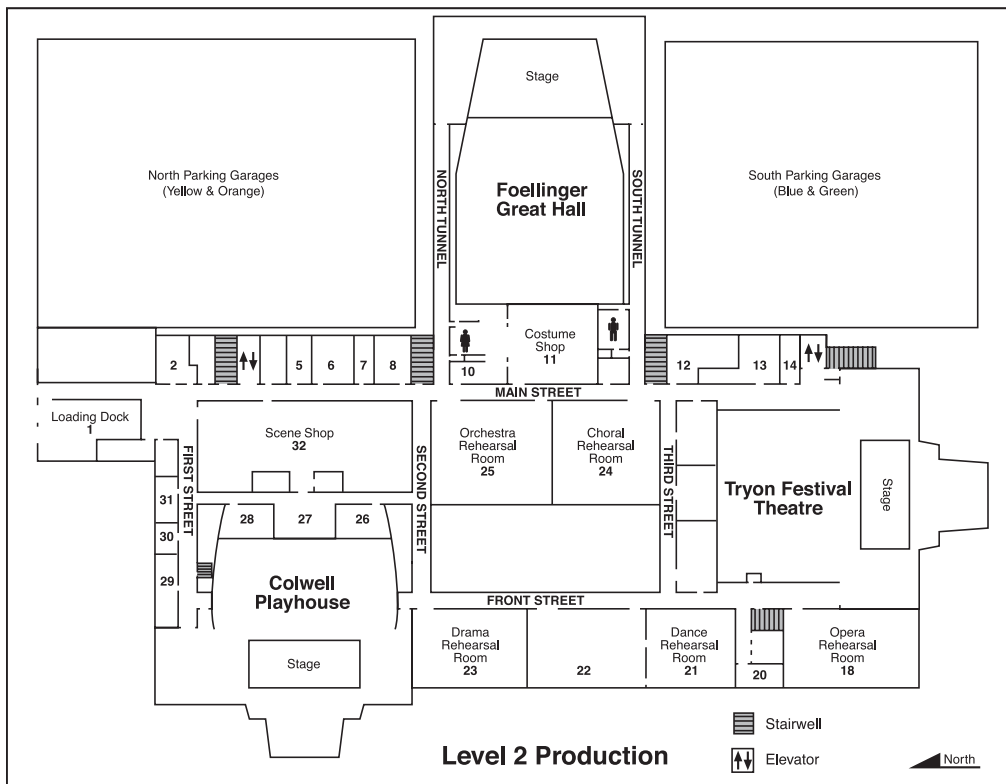 Stage
North Parking Garages
(Yellow & Orange)
NORTH TUNNEL
Foellinger
Great Hall
SOUTH TUNNEL
South Parking Garages
(Blue & Green)
2
5
6
7
8
10
Costume
Shop
11
12
13
14
MAIN STREET
Loading Dock
1
FIRST STREET
Scene Shop
32
SECOND STREET
Orchestra
Rehearsal
Room
25
Choral
Rehearsal
Room
24
THIRD STREET
Tryon Festival
Theatre
Stage
31
30
29
28
27
26
Colwell
Playhouse
Stage
FRONT STREET
Drama
Rehearsal
Room
23
22
Dance
Rehearsal
Room
21
20
Opera
Rehearsal
Room
18
Level 2 Production
Stairwell
Elevator
North